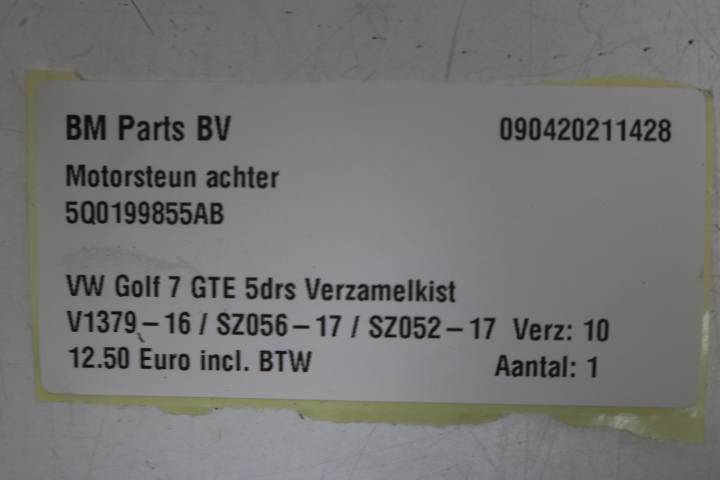 BM Parts BV 090420211428
Motorsteun achter
5Q0199855AB
VW Golf 7 GTE 5drs Verzamelkist
V1379-16 / SZ056-17 / SZ052-17 Verz: 10
12.50 Euro incl. BTW Aantal: 1